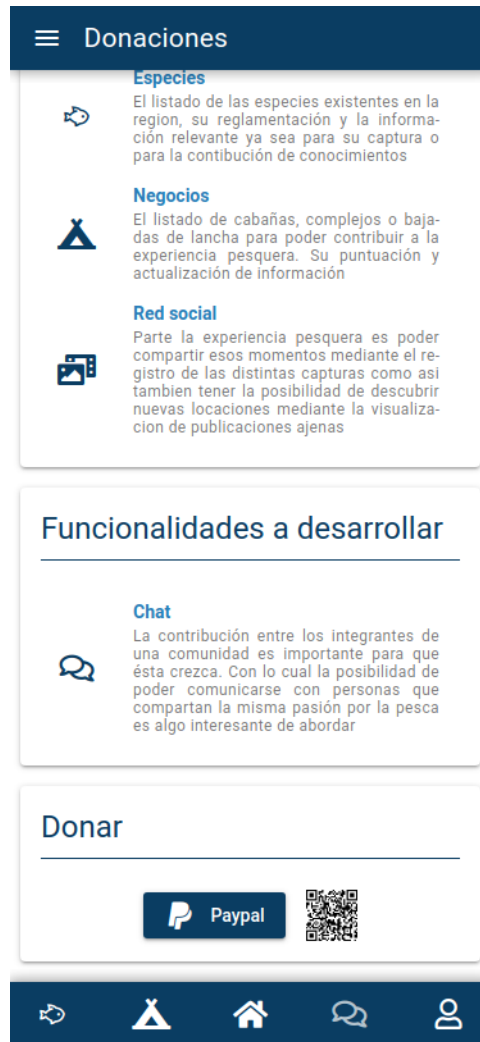 Donaciones
Especies
El listado de las especies existentes en la
region, su reglamentación y la informa-
ción relevante ya sea para su captura o
para la contibución de conocimientos
Negocios
El listado de cabañas, complejos o baja-
das de lancha para poder contribuir a la
experiencia pesquera. Su puntuación y
actualización de información
Red social
Parte la experiencia pesquera es poder
compartir esos momentos mediante el re-
gistro de las distintas capturas como asi
tambien tener la posibilidad de descubrir
nuevas locaciones mediante la visualiza-
cion de publicaciones ajenas
Funcionalidades a desarrollar
Chat
La contribución entre los integrantes de
una comunidad es importante para que
ésta crezca. Con lo cual la posibilidad de
poder comunicarse con personas que
compartan la misma pasión por la pesca
es algo interesante de abordar
Donar
Paypal